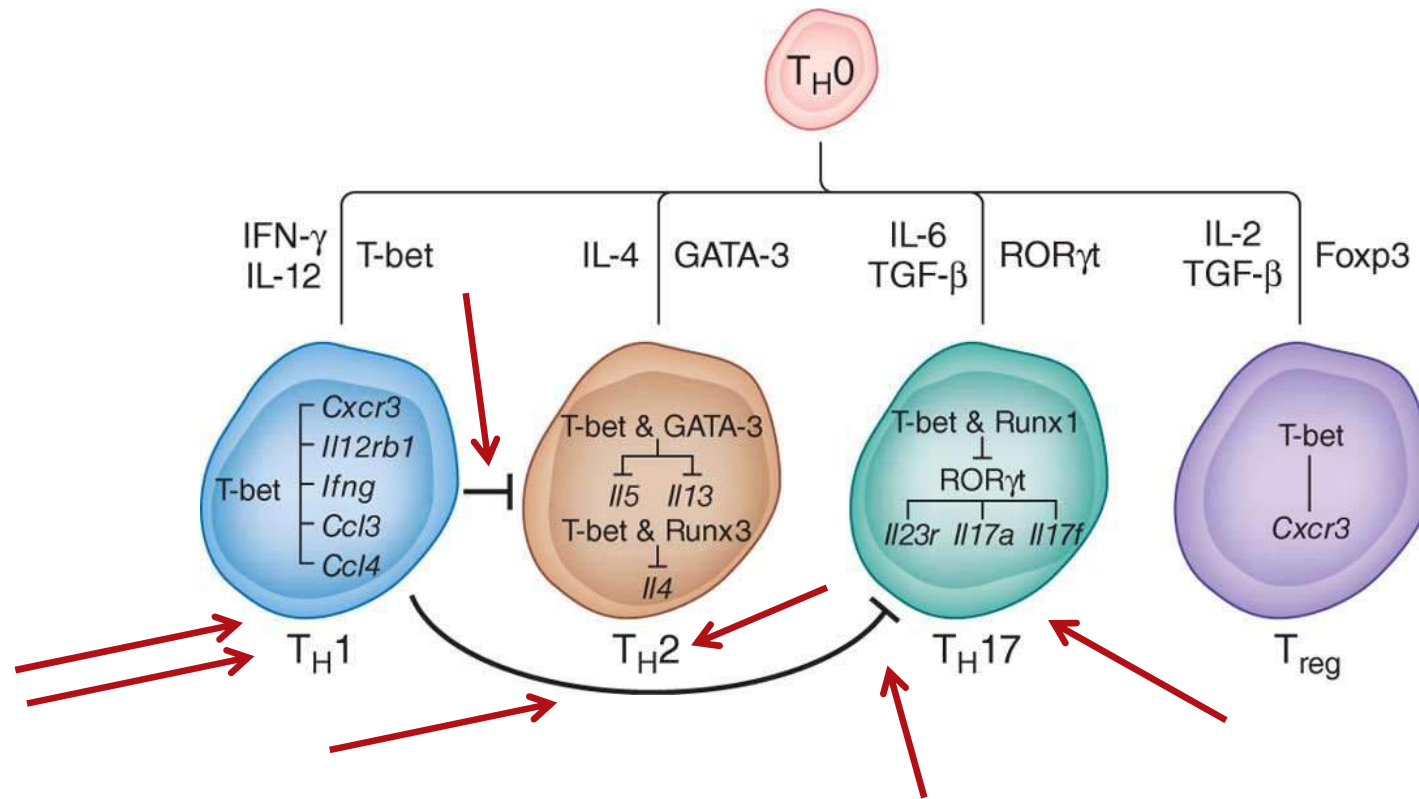 TH0
IFN-γ
IL-12
T-bet
IL-4
GATA-3
IL-6
TGF-β
RORγt
IL-2
TGF-β
Foxp3
T-bet
Cxcr3
Il12rb1
Ifng
Ccl3
Ccl4
TH1
T-bet & GATA-3
Il5 Il13
T-bet & Runx3
Il4
TH2
T-bet & Runx1
RORγt
Il23r Il17a Il17f
TH17
T-bet
Cxcr3
Treg